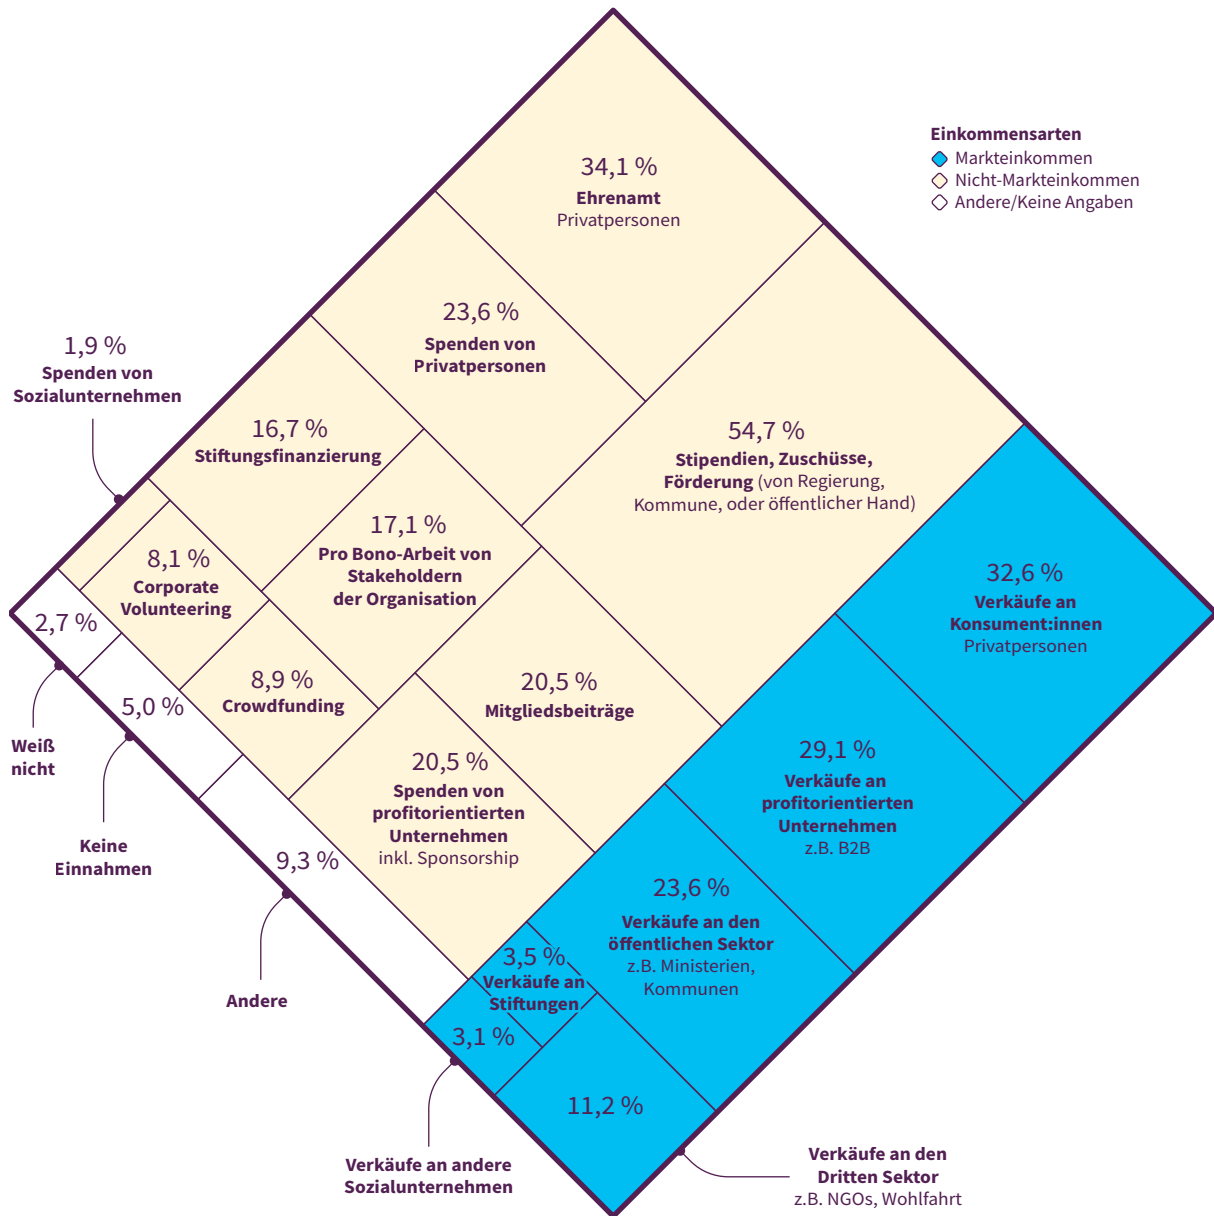 Einkommensarten
Markteinkommen
Nicht-Markteinkommen
Andere/Keine Angaben
34,1 %
Ehrenamt
Privatpersonen
23,6 %
Spenden von
Privatpersonen
1,9 %
Spenden von
Sozialunternehmen
16,7 %
Stiftungsfinanzierung
54,7 %
Stipendien, Zuschüsse,
Förderung (von Regierung,
Kommune, oder öffentlicher Hand)
17,1 %
Pro Bono-Arbeit von
Stakeholdern
der Organisation
8,1 %
Corporate
Volunteering
32,6 %
Verkäufe an
Konsument:innen
Privatpersonen
2,7 %
Weiß
nicht
5,0 %
Keine
Einnahmen
8,9 %
Crowdfunding
20,5 %
Mitgliedsbeiträge
20,5 %
Spenden von
profitorientierten
Unternehmen
inkl. Sponsorship
29,1 %
Verkäufe an
profitorientierten
Unternehmen
z.B. B2B
9,3 %
Andere
23,6 %
Verkäufe an den
öffentlichen Sektor
z.B. Ministerien,
Kommunen
3,5 %
Verkäufe an
Stiftungen
3,1 %
Verkäufe an andere
Sozialunternehmen
11,2 %
Verkäufe an den
Dritten Sektor
z.B. NGOs, Wohlfahrt